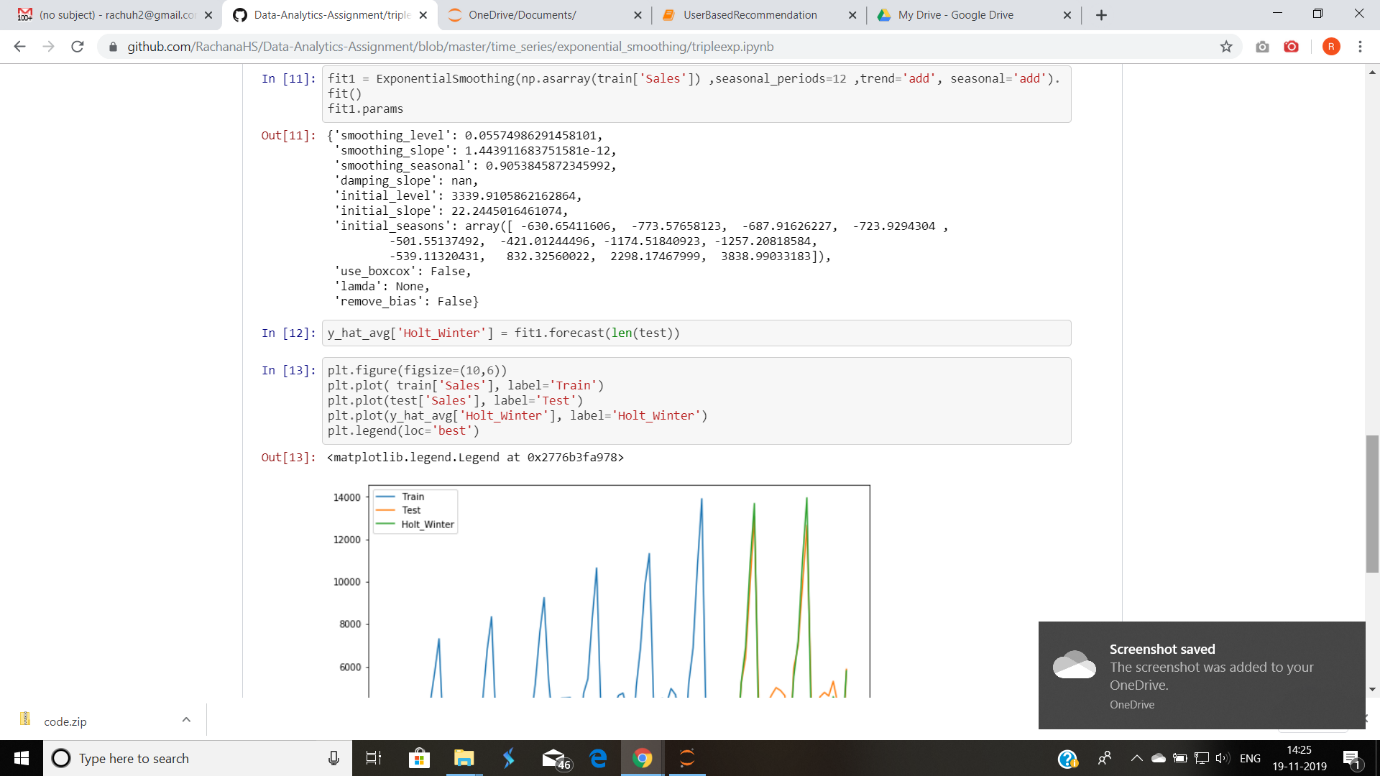 (no subject) - rachuh2@gmail.co
Data-Analytics-Assignment/triple
OneDrive/Documents/
UserBasedRecommendation
My Drive - Google Drive
github.com/RachanaHS/Data-Analytics-Assignment/blob/master/time_series/exponential_smoothing/tripleexp.ipynb
R
In [11]: fit1 = ExponentialSmoothing(np.asarray(train['Sales']) ,seasonal_periods=12 ,trend='add', seasonal='add').
fit()
fit1.params
Out[11]: {'smoothing_level': 0.05574986291458101,
'smoothing_slope': 1.443911683751581e-12,
'smoothing_seasonal': 0.9053845872345992,
'damping_slope': nan,
'initial_level': 3339.9105862162864,
'initial_slope': 22.2445016461074,
'initial_seasons': array([ -630.65411606, -773.57658123, -687.91626227, -723.9294304 ,
-501.55137492, -421.01244496, -1174.51840923, -1257.20818584,
-539.11320431, 832.32560022, 2298.17467999, 3838.99033183]),
'use_boxcox': False,
'lamda': None,
'remove_bias': False}
In [12]: y_hat_avg['Holt_Winter'] = fit1.forecast(len(test))
In [13]: plt.figure(figsize=(10,6))
plt.plot( train['Sales'], label='Train')
plt.plot(test['Sales'], label='Test')
plt.plot(y_hat_avg['Holt_Winter'], label='Holt_Winter')
plt.legend(loc='best')
Out[13]: <matplotlib.legend.Legend at 0x2776b3fa978>
14000
12000
10000
8000
6000
Train
Test
Holt_Winter
Screenshot saved
The screenshot was added to your
OneDrive.
OneDrive
code.zip
Type here to search
46
ENG
14:25
19-11-2019
1